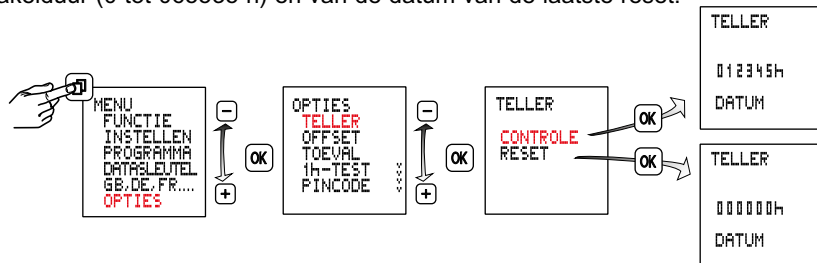 (0 tot 065535 h) en van de datum van de laatste reset.
MENU
FUNCTIE
INSTELLEN
PROGRAMMA
DATASLEUTEL
GB,DE,FR....
OPTIES
−
OK
+
OPTIES
TELLER
OFFSET
TOEVAL
1h-TEST
PINCODE
−
OK
+
TELLER
CONTROLE
RESET
OK
OK
TELLER
012345h
DATUM
TELLER
000000h
DATUM